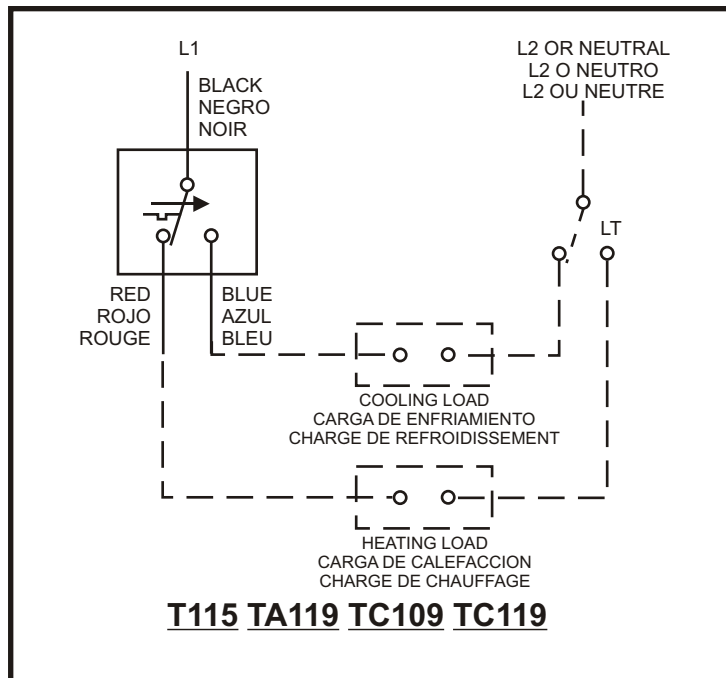 L1
BLACK
NEGRO
NOIR
L2 OR NEUTRAL
L2 O NEUTRO
L2 OU NEUTRE
LT
RED
ROJO
ROUGE
BLUE
AZUL
BLEU
COOLING LOAD
CARGA DE ENFRIAMIENTO
CHARGE DE REFROIDISSEMENT
HEATING LOAD
CARGA DE CALEFACCION
CHARGE DE CHAUFFAGE
T115 TA119 TC109 TC119